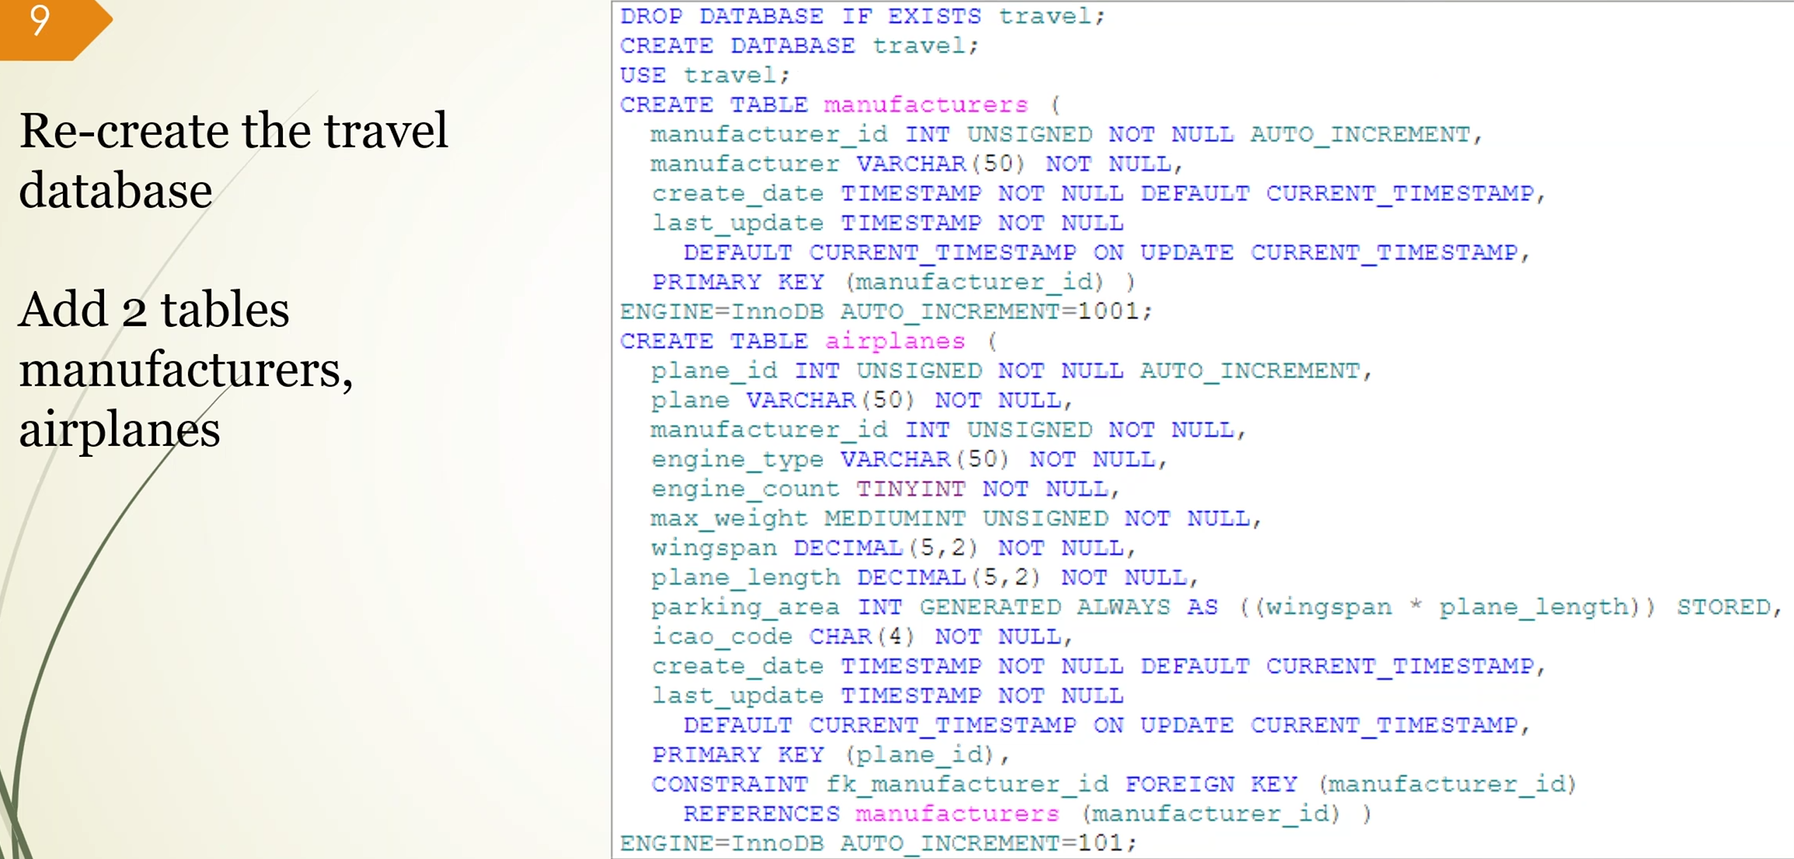 9
Re-create the travel
database
Add 2 tables
manufacturers,
airplanes
DROP DATABASE IF EXISTS travel;
CREATE DATABASE travel;
USE travel;
CREATE TABLE manufacturers (
  manufacturer_id INT UNSIGNED NOT NULL AUTO_INCREMENT,
  manufacturer VARCHAR(50) NOT NULL,
  create_date TIMESTAMP NOT NULL DEFAULT CURRENT_TIMESTAMP,
  last_update TIMESTAMP NOT NULL
    DEFAULT CURRENT_TIMESTAMP ON UPDATE CURRENT_TIMESTAMP,
  PRIMARY KEY (manufacturer_id) )
ENGINE=InnoDB AUTO_INCREMENT=1001;
CREATE TABLE airplanes (
  plane_id INT UNSIGNED NOT NULL AUTO_INCREMENT,
  plane VARCHAR(50) NOT NULL,
  manufacturer_id INT UNSIGNED NOT NULL,
  engine_type VARCHAR(50) NOT NULL,
  engine_count TINYINT NOT NULL,
  max_weight MEDIUMINT UNSIGNED NOT NULL,
  wingspan DECIMAL(5,2) NOT NULL,
  plane_length DECIMAL(5,2) NOT NULL,
  parking_area INT GENERATED ALWAYS AS ((wingspan * plane_length)) STORED,
  icao_code CHAR(4) NOT NULL,
  create_date TIMESTAMP NOT NULL DEFAULT CURRENT_TIMESTAMP,
  last_update TIMESTAMP NOT NULL
    DEFAULT CURRENT_TIMESTAMP ON UPDATE CURRENT_TIMESTAMP,
  PRIMARY KEY (plane_id),
  CONSTRAINT fk_manufacturer_id FOREIGN KEY (manufacturer_id)
    REFERENCES manufacturers (manufacturer_id) )
ENGINE=InnoDB AUTO_INCREMENT=101;